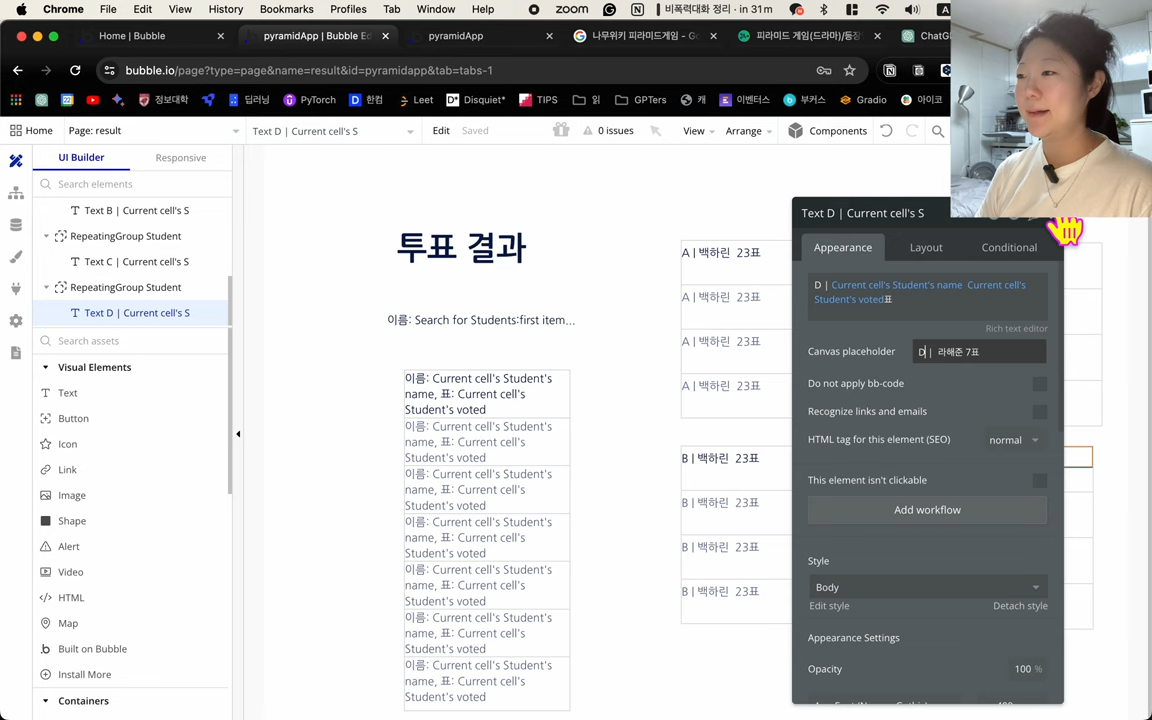 Chrome File Edit View History Bookmarks Profiles Tab Window Help zoom 비폭력대화 정리 · in 31m
Home | Bubble pyramidApp | Bubble Ed pyramidApp 나무위키 피라미드게임 - Goo 피라미드 게임(드라마)/등장 ChatG
bubble.io/page?type=page&name=result&id=pyramidapp&tab=tabs-1
정보대학 딥러닝 PyTorch 한컴 Leet Disquiet* TIPS 읽 GPTers 캐 이벤터스 부커스 Gradio 아이코
Home Page: result Text D | Current cell's S Edit Saved 0 issues View Arrange Components
UI Builder Responsive
Search elements
Text B | Current cell's S
RepeatingGroup Student
Text C | Current cell's S
RepeatingGroup Student
Text D | Current cell's S
Search assets
Visual Elements
Text
Button
Icon
Link
Image
Shape
Alert
Video
HTML
Map
Built on Bubble
Install More
Containers
투표 결과
이름: Search for Students:first item...
이름: Current cell's Student's
name, 표: Current cell's
Student's voted
이름: Current cell's Student's
name, 표: Current cell's
Student's voted
이름: Current cell's Student's
name, 표: Current cell's
Student's voted
이름: Current cell's Student's
name, 표: Current cell's
Student's voted
이름: Current cell's Student's
name, 표: Current cell's
Student's voted
이름: Current cell's Student's
name, 표: Current cell's
Student's voted
이름: Current cell's Student's
name, 표: Current cell's
Student's voted
A | 백하린 23표
A | 백하린 23표
A | 백하린 23표
A | 백하린 23표
B | 백하린 23표
B | 백하린 23표
B | 백하린 23표
B | 백하린 23표
Text D | Current cell's S
Appearance Layout Conditional
D | Current cell's Student's name Current cell's
Student's voted표
Rich text editor
Canvas placeholder D | 라해준 7표
Do not apply bb-code
Recognize links and emails
HTML tag for this element (SEO) normal
This element isn't clickable
Add workflow
Style
Body
Edit style Detach style
Appearance Settings
Opacity 100 %